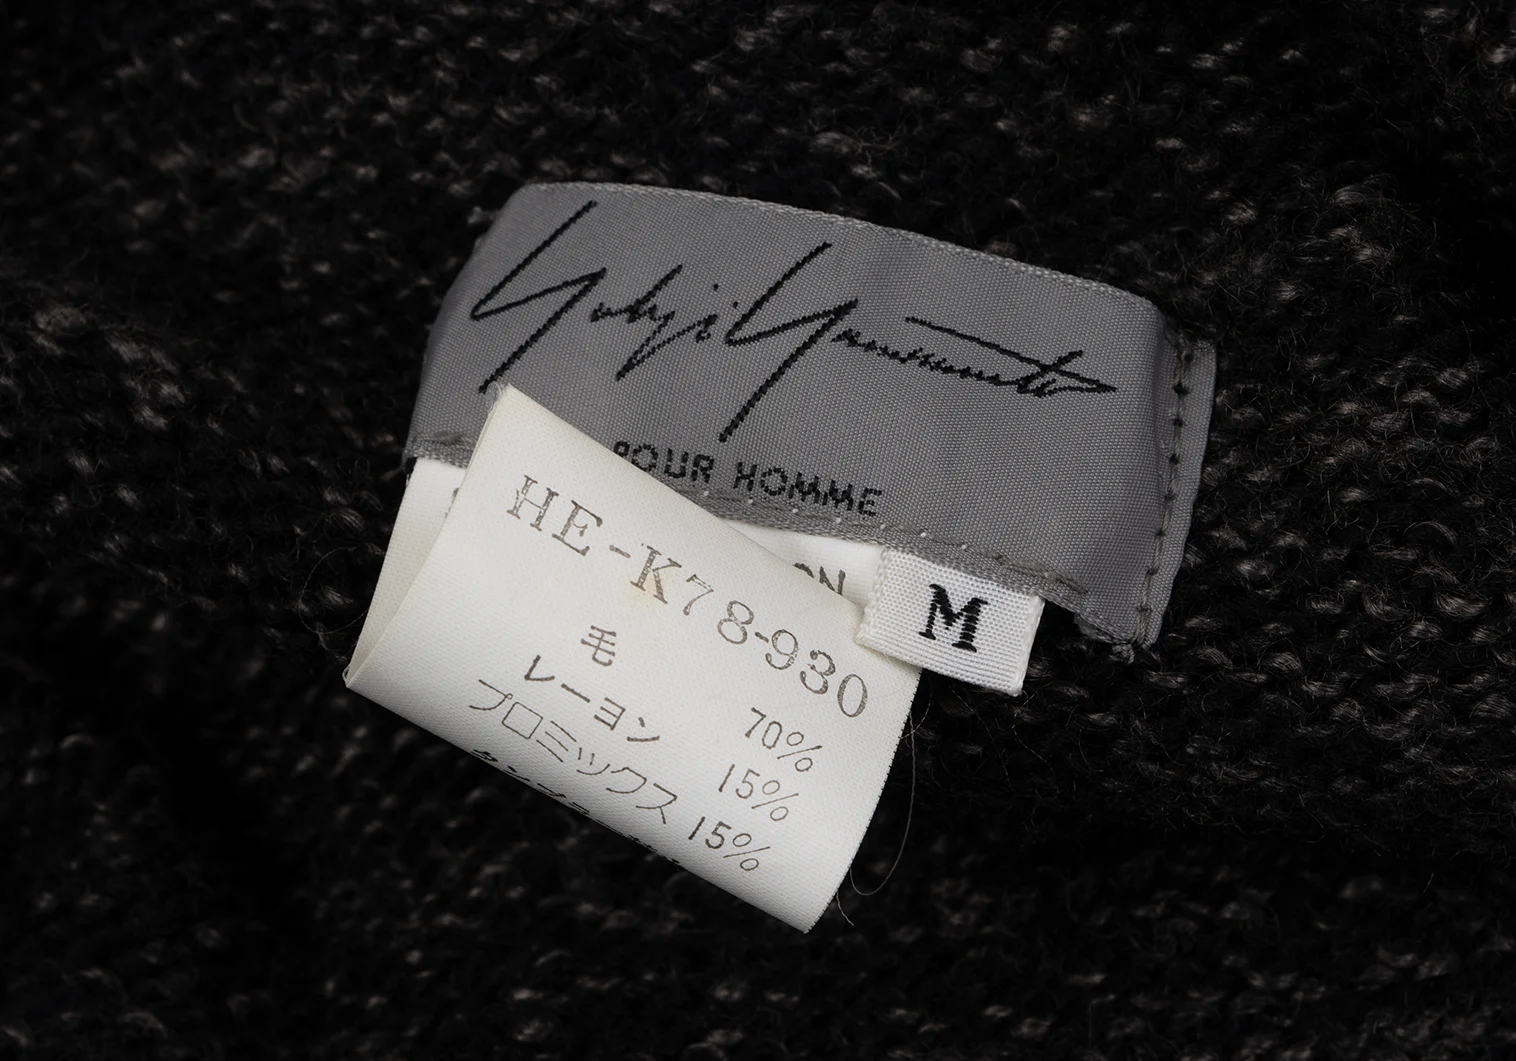 Yohji Yamamoto
POUR HOMME
M
HE-K78-930
毛 70%
レーヨン 15%
プロミックス 15%